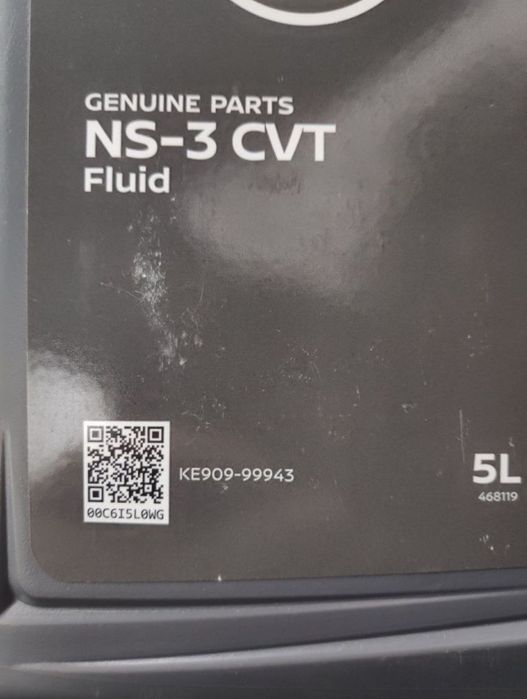 GENUINE PARTS
NS-3 CVT
Fluid
KE909-99943
00C6I5L0WG
5L
468119